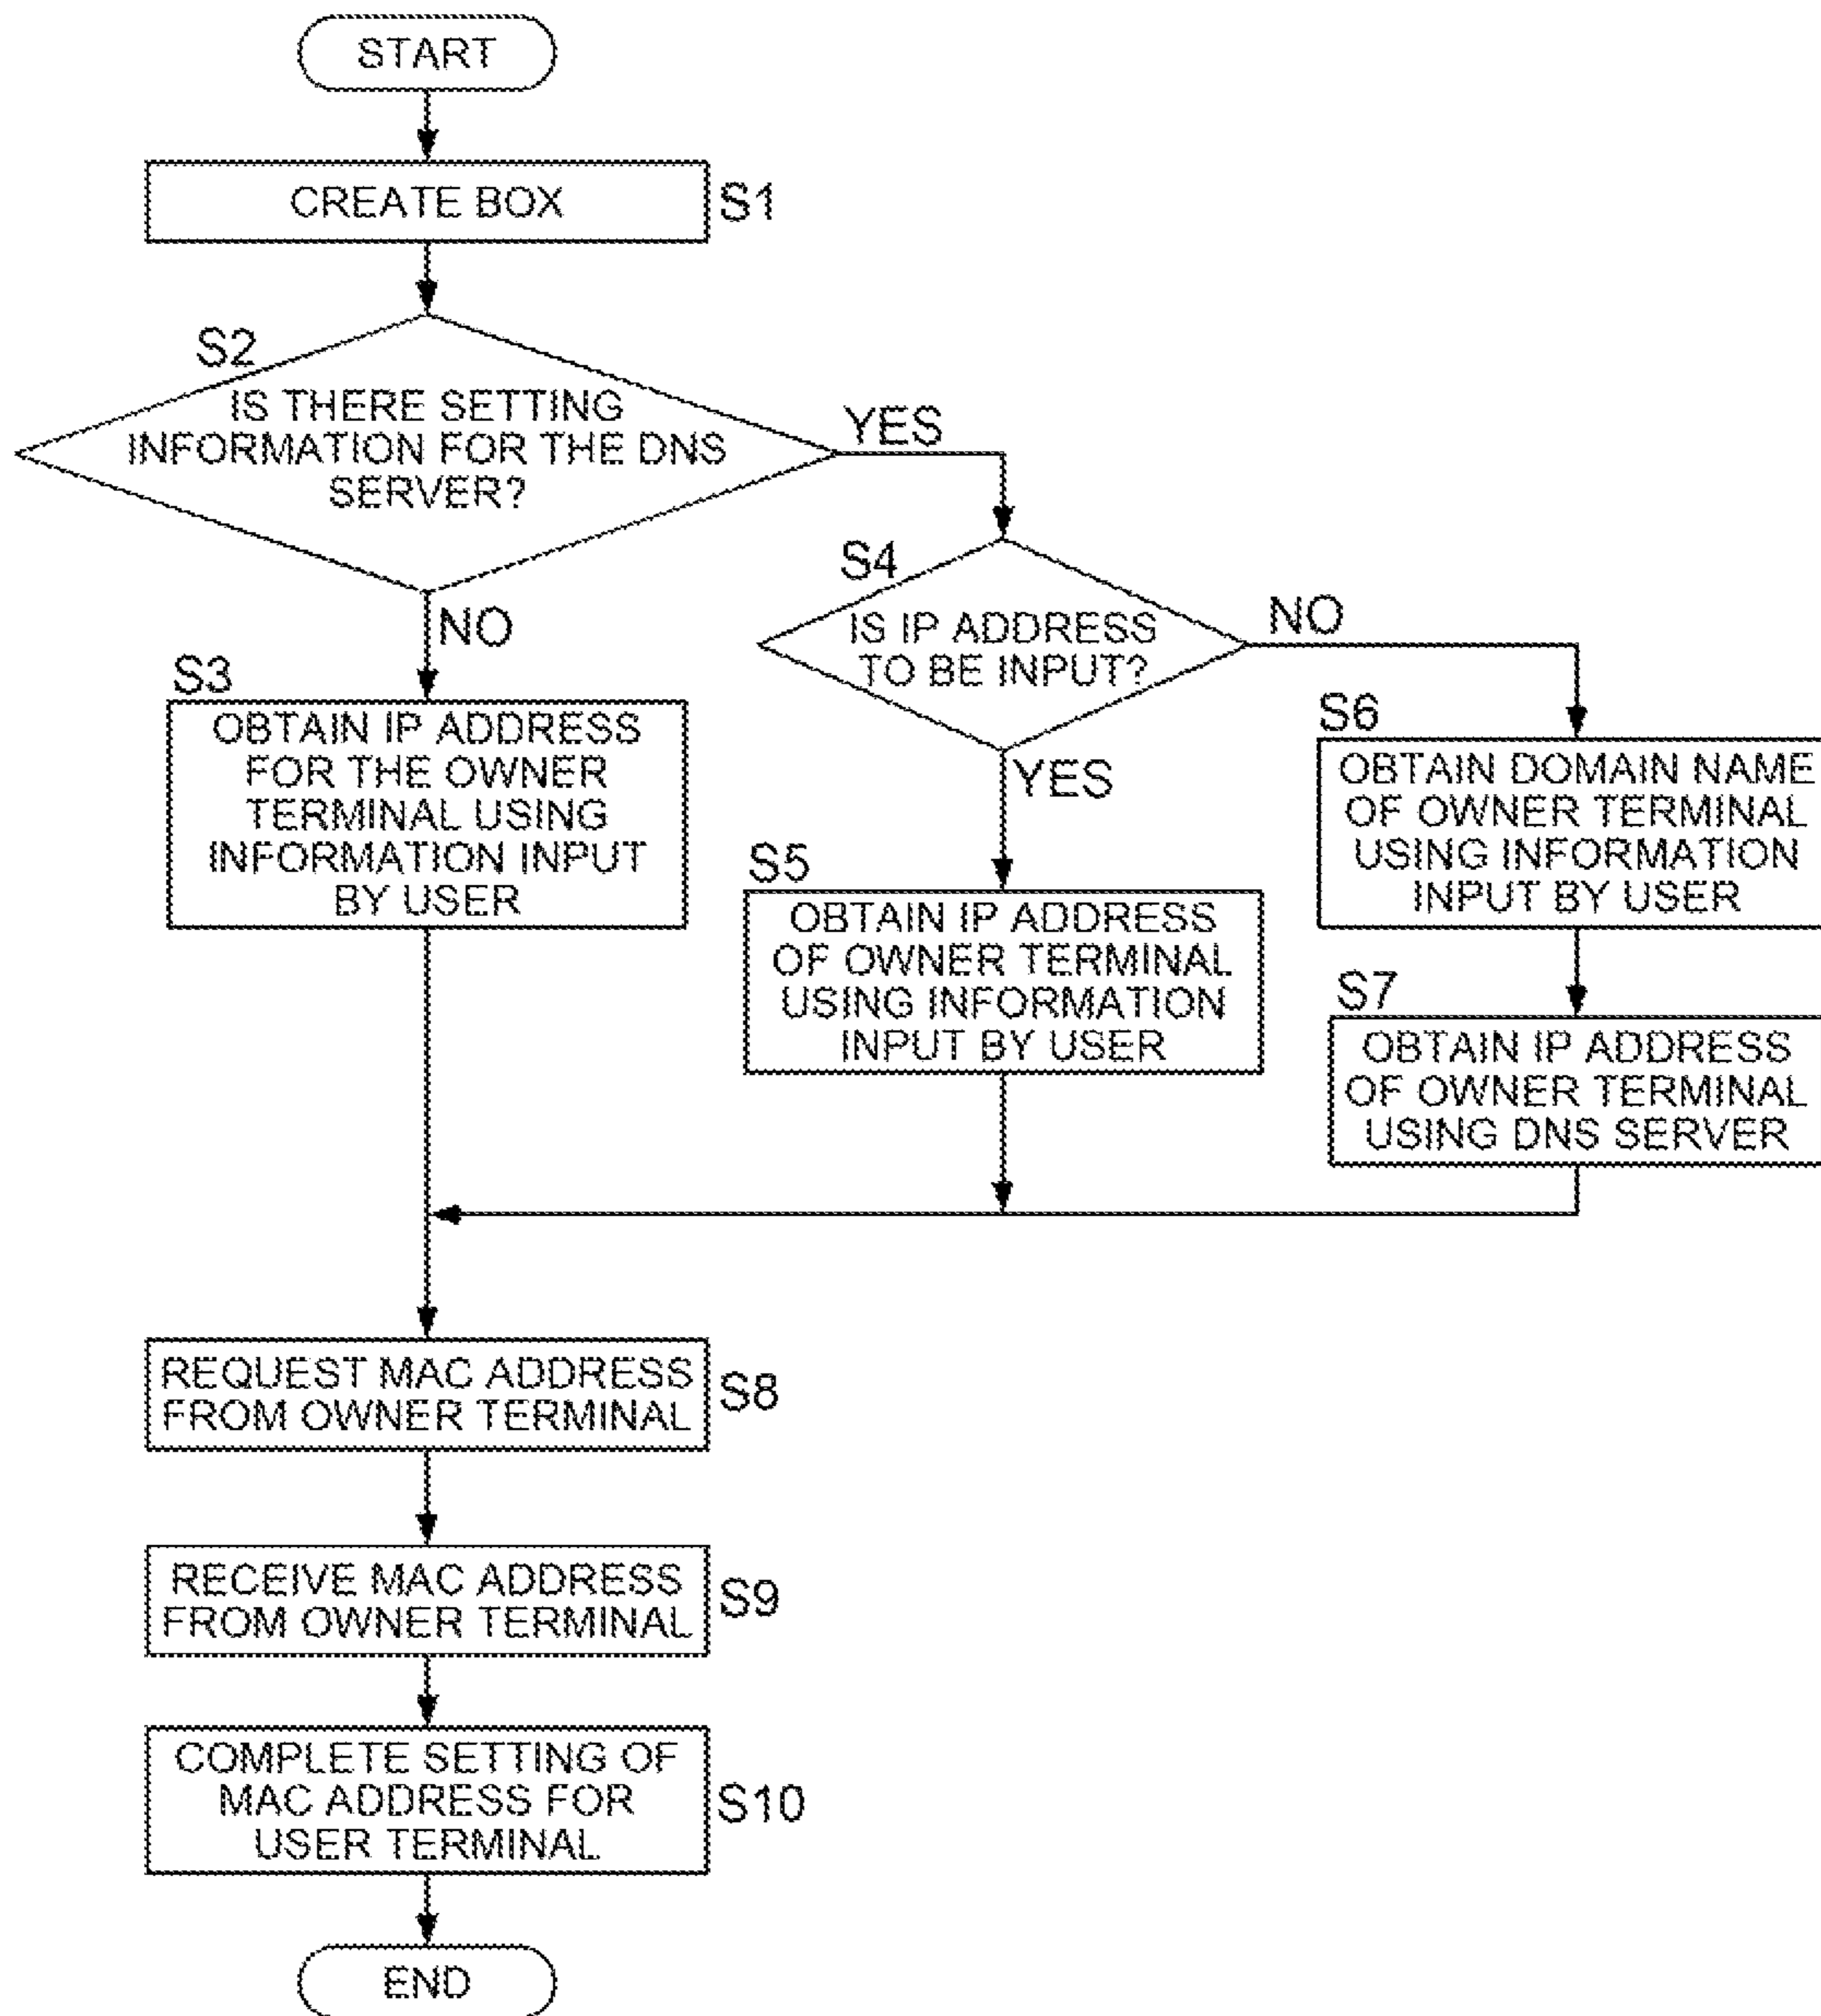 START
CREATE BOX
S1
S2
IS THERE SETTING
INFORMATION FOR THE DNS
SERVER?
YES
NO
S4
IS IP ADDRESS
TO BE INPUT?
NO
YES
S3
OBTAIN IP ADDRESS
FOR THE OWNER
TERMINAL USING
INFORMATION INPUT
BY USER
S5
OBTAIN IP ADDRESS
OF OWNER TERMINAL
USING INFORMATION
INPUT BY USER
S6
OBTAIN DOMAIN NAME
OF OWNER TERMINAL
USING INFORMATION
INPUT BY USER
S7
OBTAIN IP ADDRESS
OF OWNER TERMINAL
USING DNS SERVER
REQUEST MAC ADDRESS
FROM OWNER TERMINAL
S8
RECEIVE MAC ADDRESS
FROM OWNER TERMINAL
S9
COMPLETE SETTING OF
MAC ADDRESS FOR
USER TERMINAL
S10
END